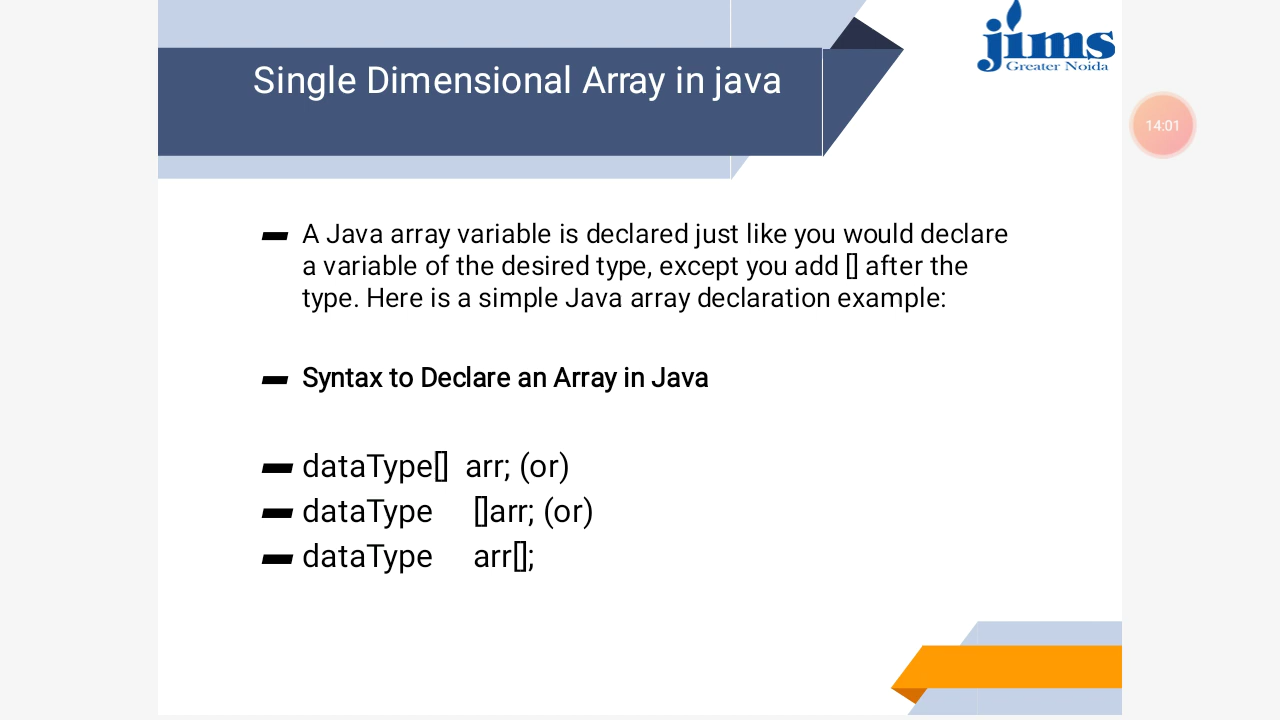 jims
Greater Noida
Single Dimensional Array in java
14:01
A Java array variable is declared just like you would declare
a variable of the desired type, except you add [] after the
type. Here is a simple Java array declaration example:
Syntax to Declare an Array in Java
dataType[] arr; (or)
dataType []arr; (or)
dataType arr[];